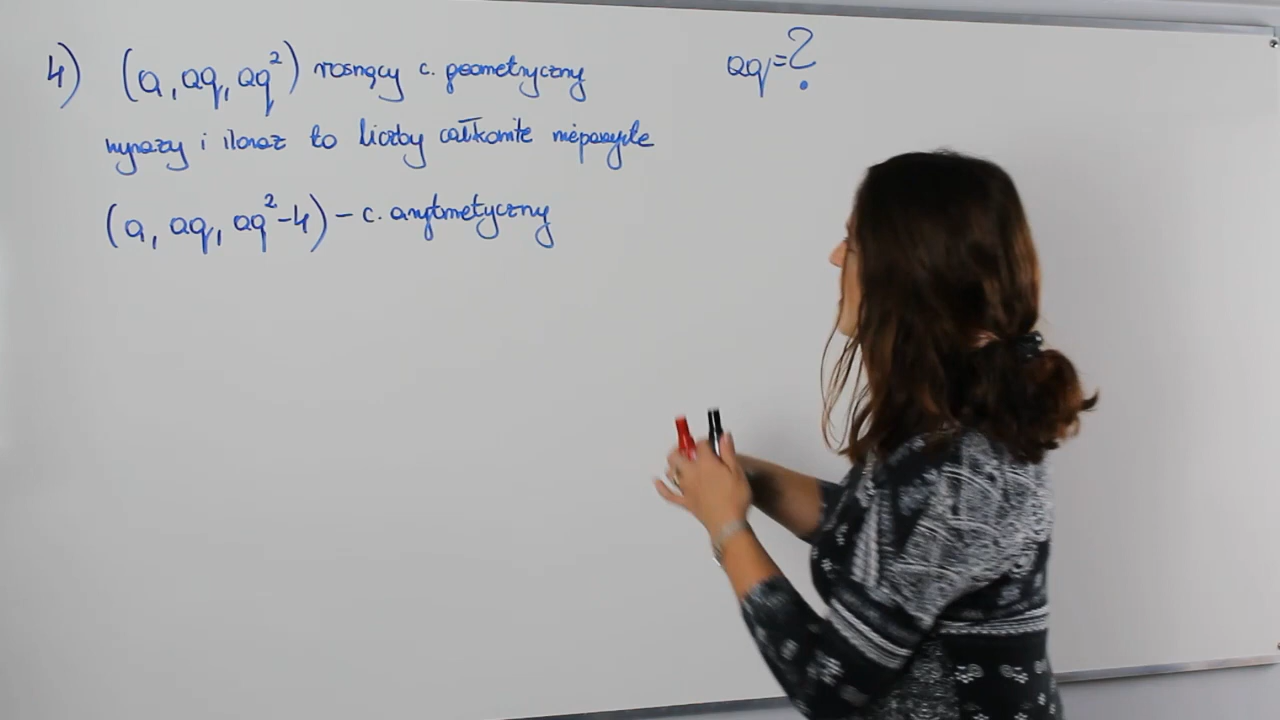 4) (a, aq, aq²) rosnący c. geometryczny
aq=?
wyrazy i iloraz to liczby całkowite nieparzyste
(a, aq, aq²-4) - c. arytmetyczny